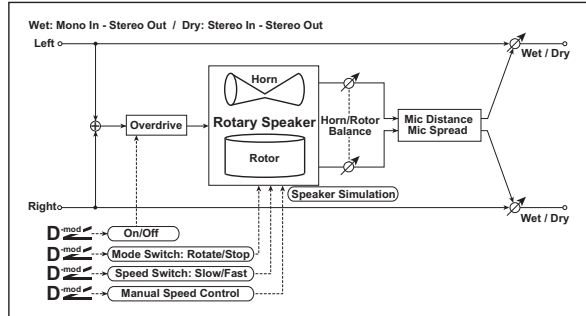 Wet: Mono In - Stereo Out / Dry: Stereo In - Stereo Out
Left
Wet / Dry
Horn
Overdrive
Rotary Speaker
Horn/Rotor
Balance
Mic Distance
Mic Spread
Rotor
Speaker Simulation
Right
Wet / Dry
D-mod On/Off
D-mod Mode Switch: Rotate/Stop
D-mod Speed Switch: Slow/Fast
D-mod Manual Speed Control